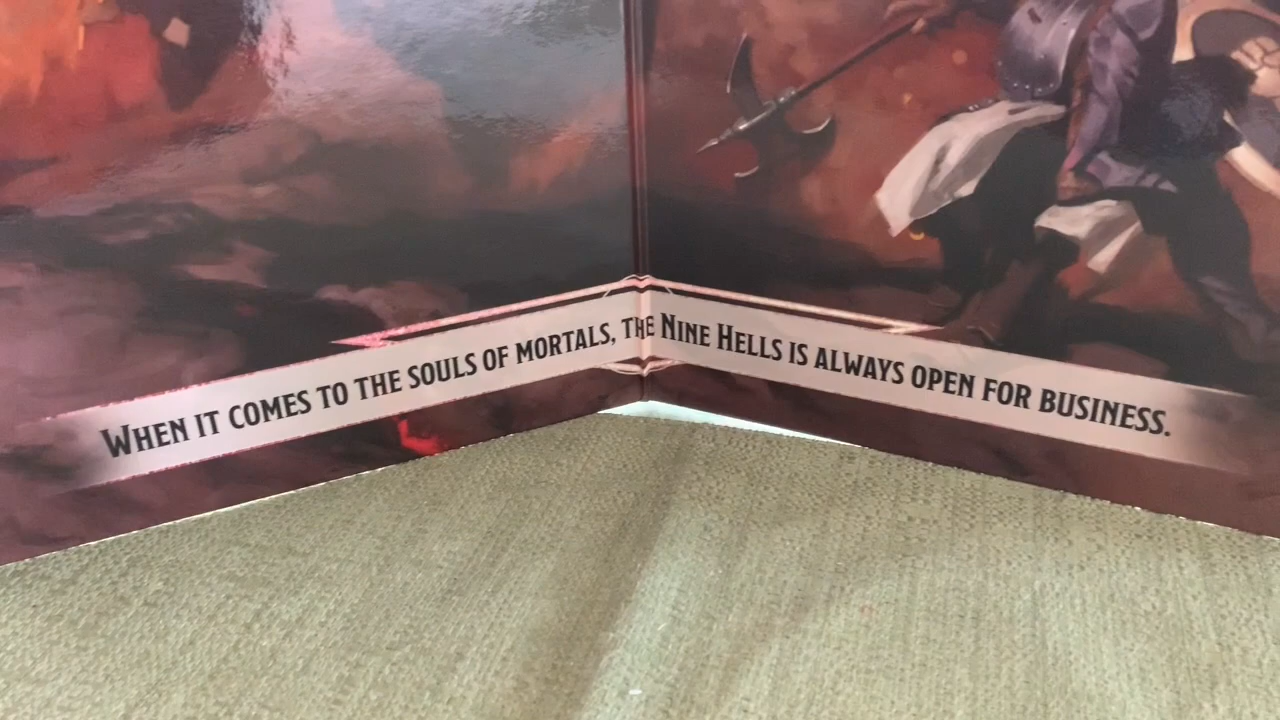 When it comes to the souls of mortals, the Nine Hells is always open for business.